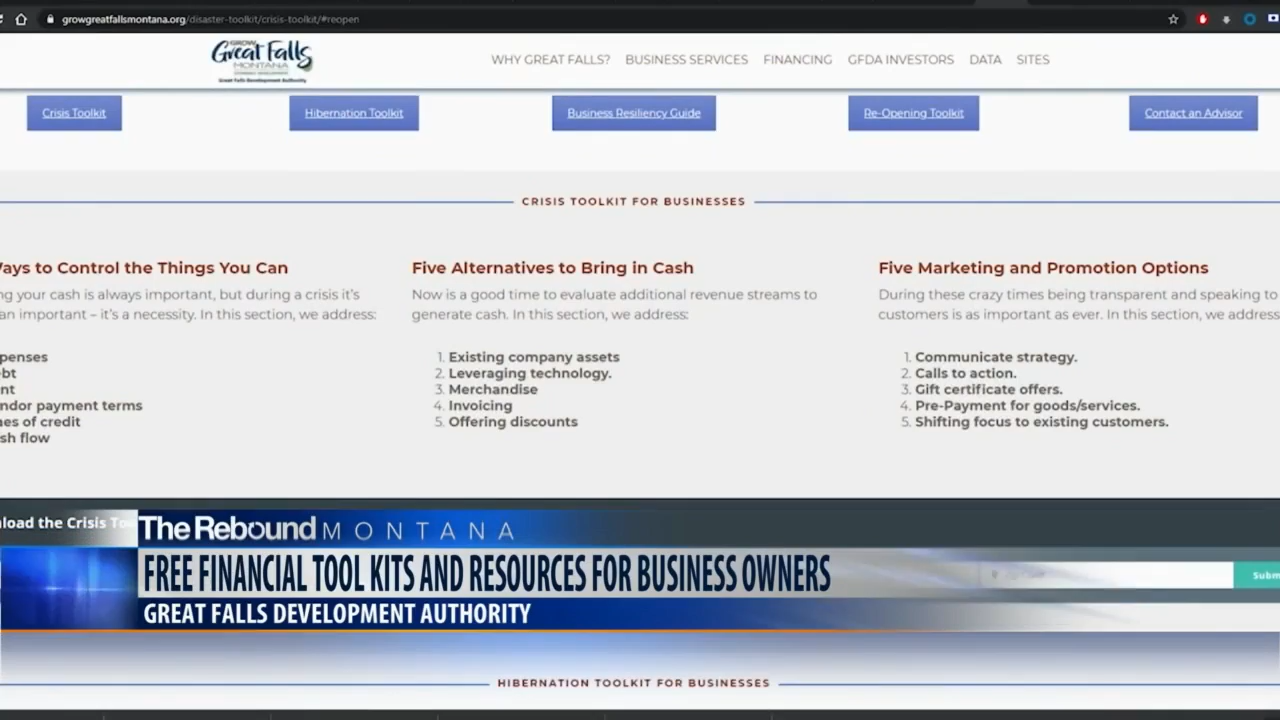 growgreatfallsmontana.org/disaster-toolkit/crisis-toolkit/#reopen
GROW
Great Falls
MONTANA
Great Falls Development Authority
WHY GREAT FALLS? BUSINESS SERVICES FINANCING GFDA INVESTORS DATA SITES
Crisis Toolkit Hibernation Toolkit Business Resiliency Guide Re-Opening Toolkit Contact an Advisor
CRISIS TOOLKIT FOR BUSINESSES
Ways to Control the Things You Can
ng your cash is always important, but during a crisis it's
an important – it's a necessity. In this section, we address:
penses
bt
nt
ndor payment terms
nes of credit
sh flow
Five Alternatives to Bring in Cash
Now is a good time to evaluate additional revenue streams to
generate cash. In this section, we address:
1. Existing company assets
2. Leveraging technology.
3. Merchandise
4. Invoicing
5. Offering discounts
Five Marketing and Promotion Options
During these crazy times being transparent and speaking to
customers is as important as ever. In this section, we address
1. Communicate strategy.
2. Calls to action.
3. Gift certificate offers.
4. Pre-Payment for goods/services.
5. Shifting focus to existing customers.
nload the Crisis To
The Rebound MONTANA
FREE FINANCIAL TOOL KITS AND RESOURCES FOR BUSINESS OWNERS
Subm
GREAT FALLS DEVELOPMENT AUTHORITY
HIBERNATION TOOLKIT FOR BUSINESSES